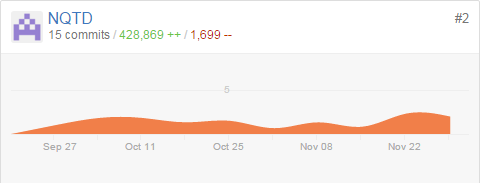 NQTD
#2
15 commits / 428,869 ++ / 1,699 --
5
Sep 27 Oct 11 Oct 25 Nov 08 Nov 22